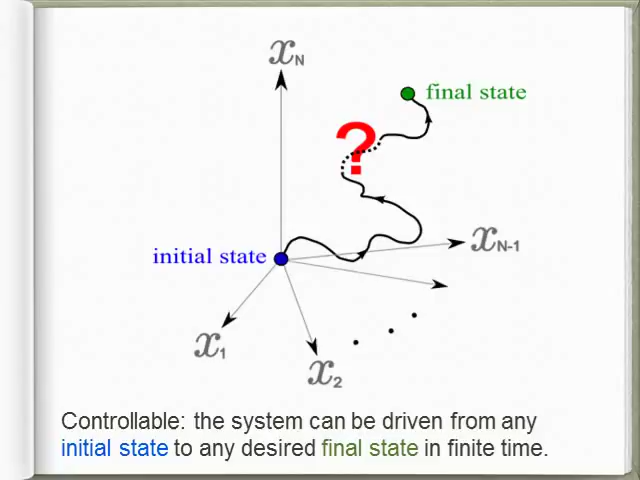 x_N
final state
?
initial state
x_N-1
x_1
x_2
Controllable: the system can be driven from any
initial state to any desired final state in finite time.